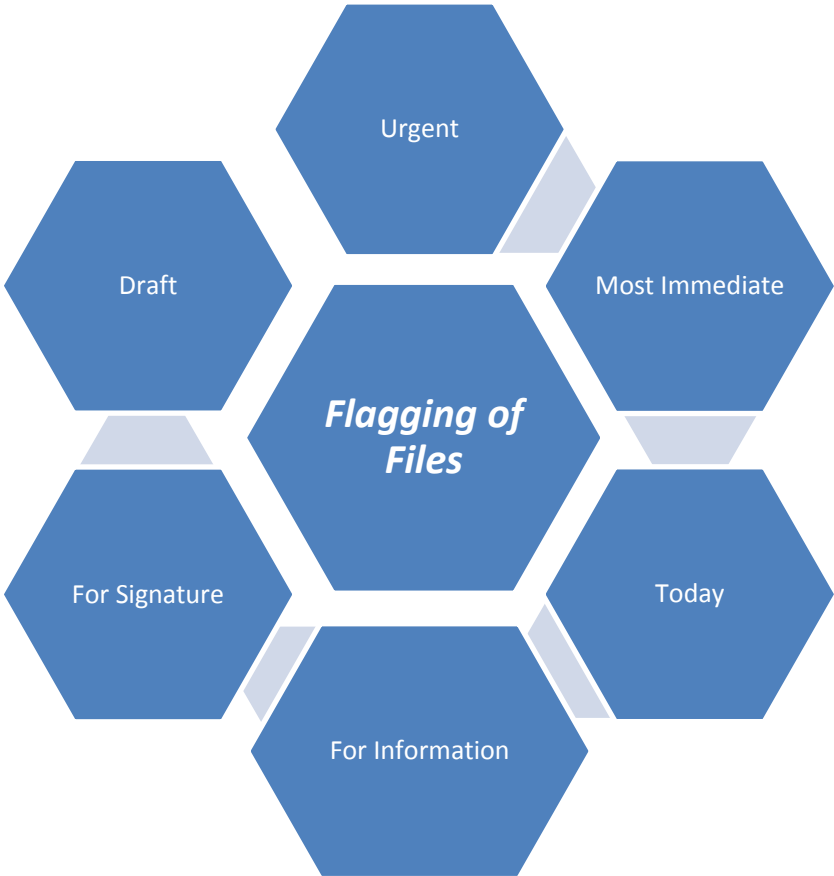 Urgent
Draft
Most Immediate
Flagging of
Files
For Signature
Today
For Information